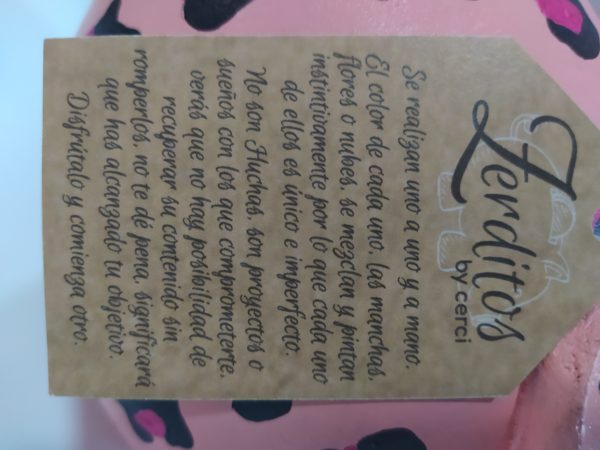 Zerditos
by cerci
Se realizan uno a uno y a mano.
El color de cada uno, las manchas,
flores o nubes, se mezclan y pintan
instintivamente por lo que cada uno
de ellos es único e imperfecto.
No son Huchas, son proyectos o
sueños con los que comprometerte,
verás que no hay posibilidad de
recuperar su contenido sin
romperlos, no te dé pena, significará
que has alcanzado tu objetivo.
Disfrútalo y comienza otro.